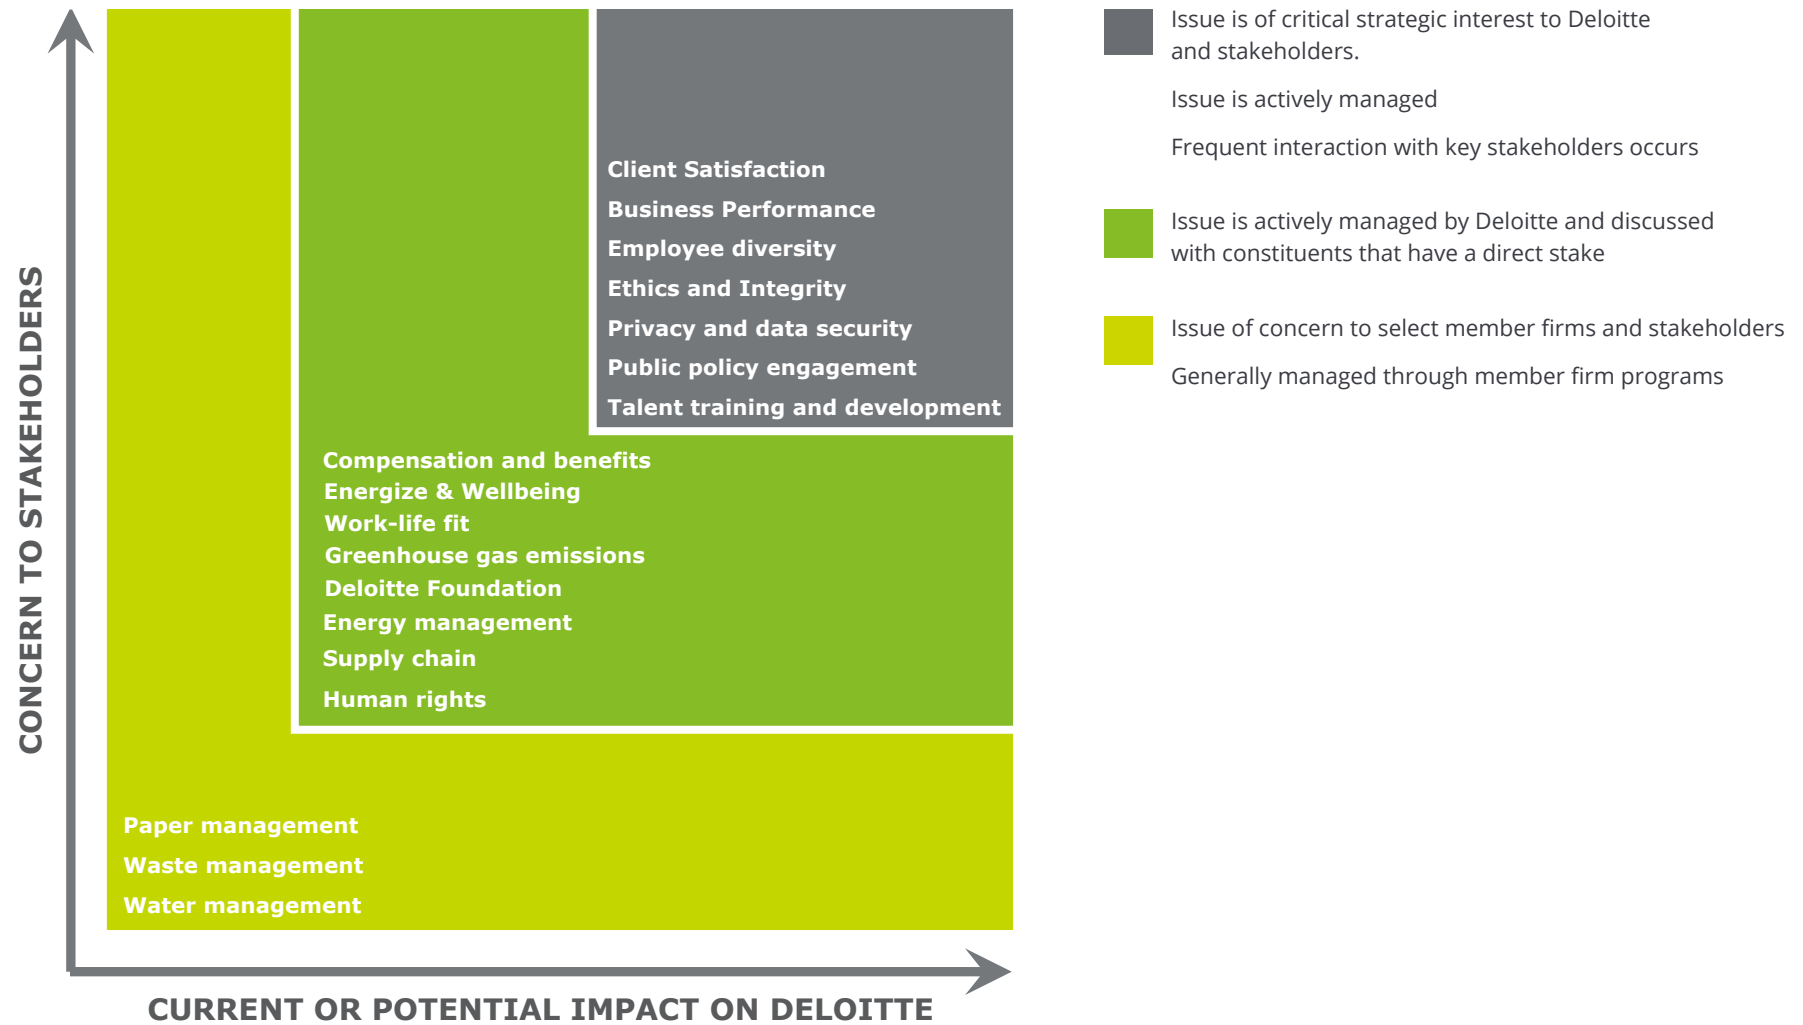 CONCERN TO STAKEHOLDERS
Client Satisfaction
Business Performance
Employee diversity
Ethics and Integrity
Privacy and data security
Public policy engagement
Talent training and development
Compensation and benefits
Energize & Wellbeing
Work-life fit
Greenhouse gas emissions
Deloitte Foundation
Energy management
Supply chain
Human rights
Paper management
Waste management
Water management
CURRENT OR POTENTIAL IMPACT ON DELOITTE
Issue is of critical strategic interest to Deloitte
and stakeholders.
Issue is actively managed
Frequent interaction with key stakeholders occurs
Issue is actively managed by Deloitte and discussed
with constituents that have a direct stake
Issue of concern to select member firms and stakeholders
Generally managed through member firm programs